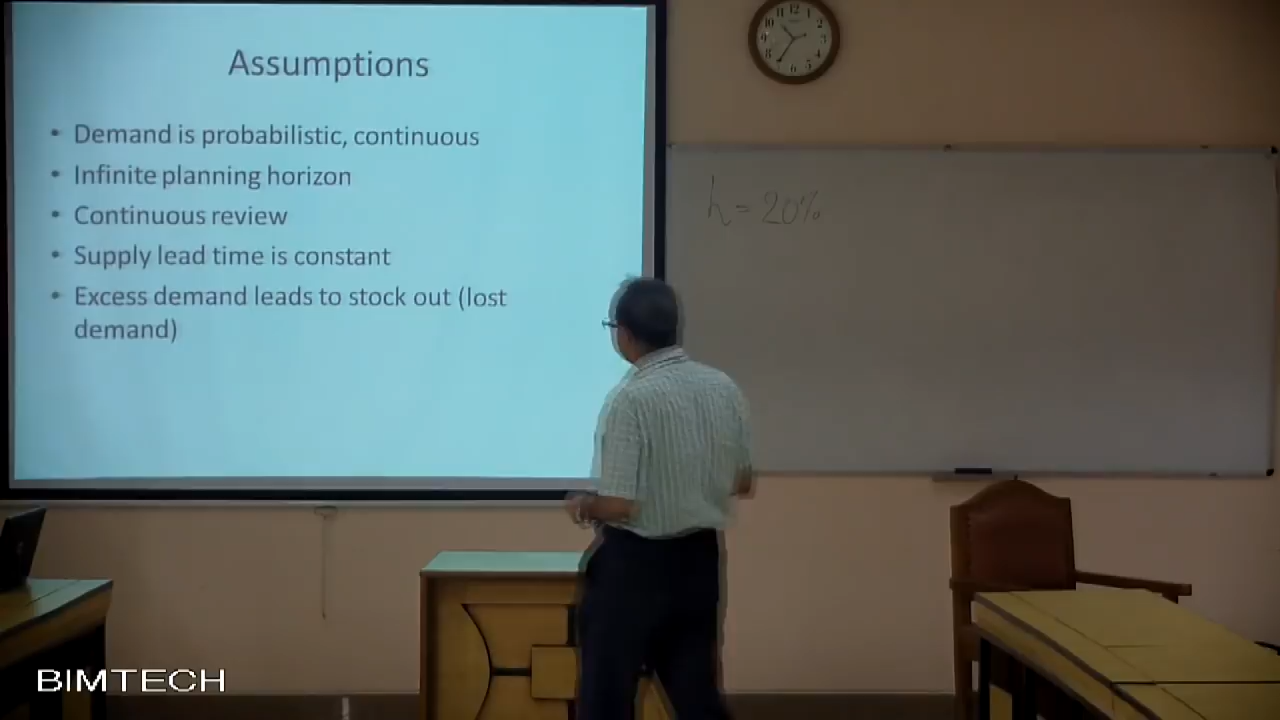 Assumptions
• Demand is probabilistic, continuous
• Infinite planning horizon
• Continuous review
• Supply lead time is constant
• Excess demand leads to stock out (lost
demand)
h = 20%
BIMTECH